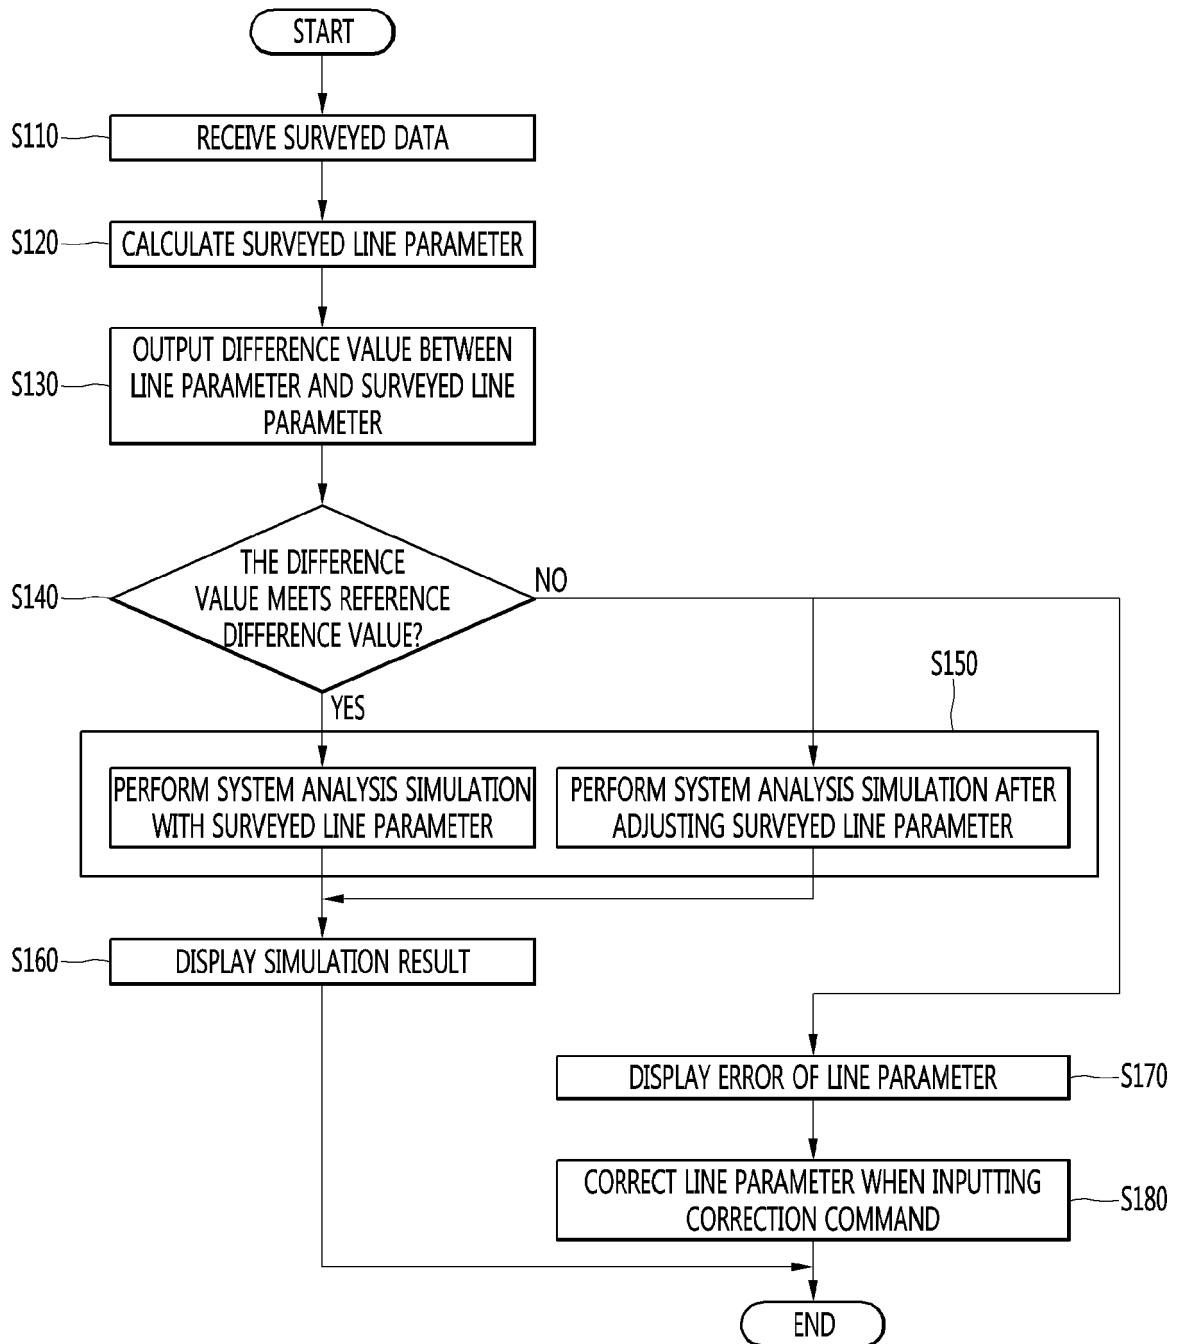 START
S110
RECEIVE SURVEYED DATA
S120
CALCULATE SURVEYED LINE PARAMETER
S130
OUTPUT DIFFERENCE VALUE BETWEEN
LINE PARAMETER AND SURVEYED LINE
PARAMETER
S140
THE DIFFERENCE
VALUE MEETS REFERENCE
DIFFERENCE VALUE?
NO
YES
S150
PERFORM SYSTEM ANALYSIS SIMULATION
WITH SURVEYED LINE PARAMETER
PERFORM SYSTEM ANALYSIS SIMULATION AFTER
ADJUSTING SURVEYED LINE PARAMETER
S160
DISPLAY SIMULATION RESULT
DISPLAY ERROR OF LINE PARAMETER
S170
CORRECT LINE PARAMETER WHEN INPUTTING
CORRECTION COMMAND
S180
END